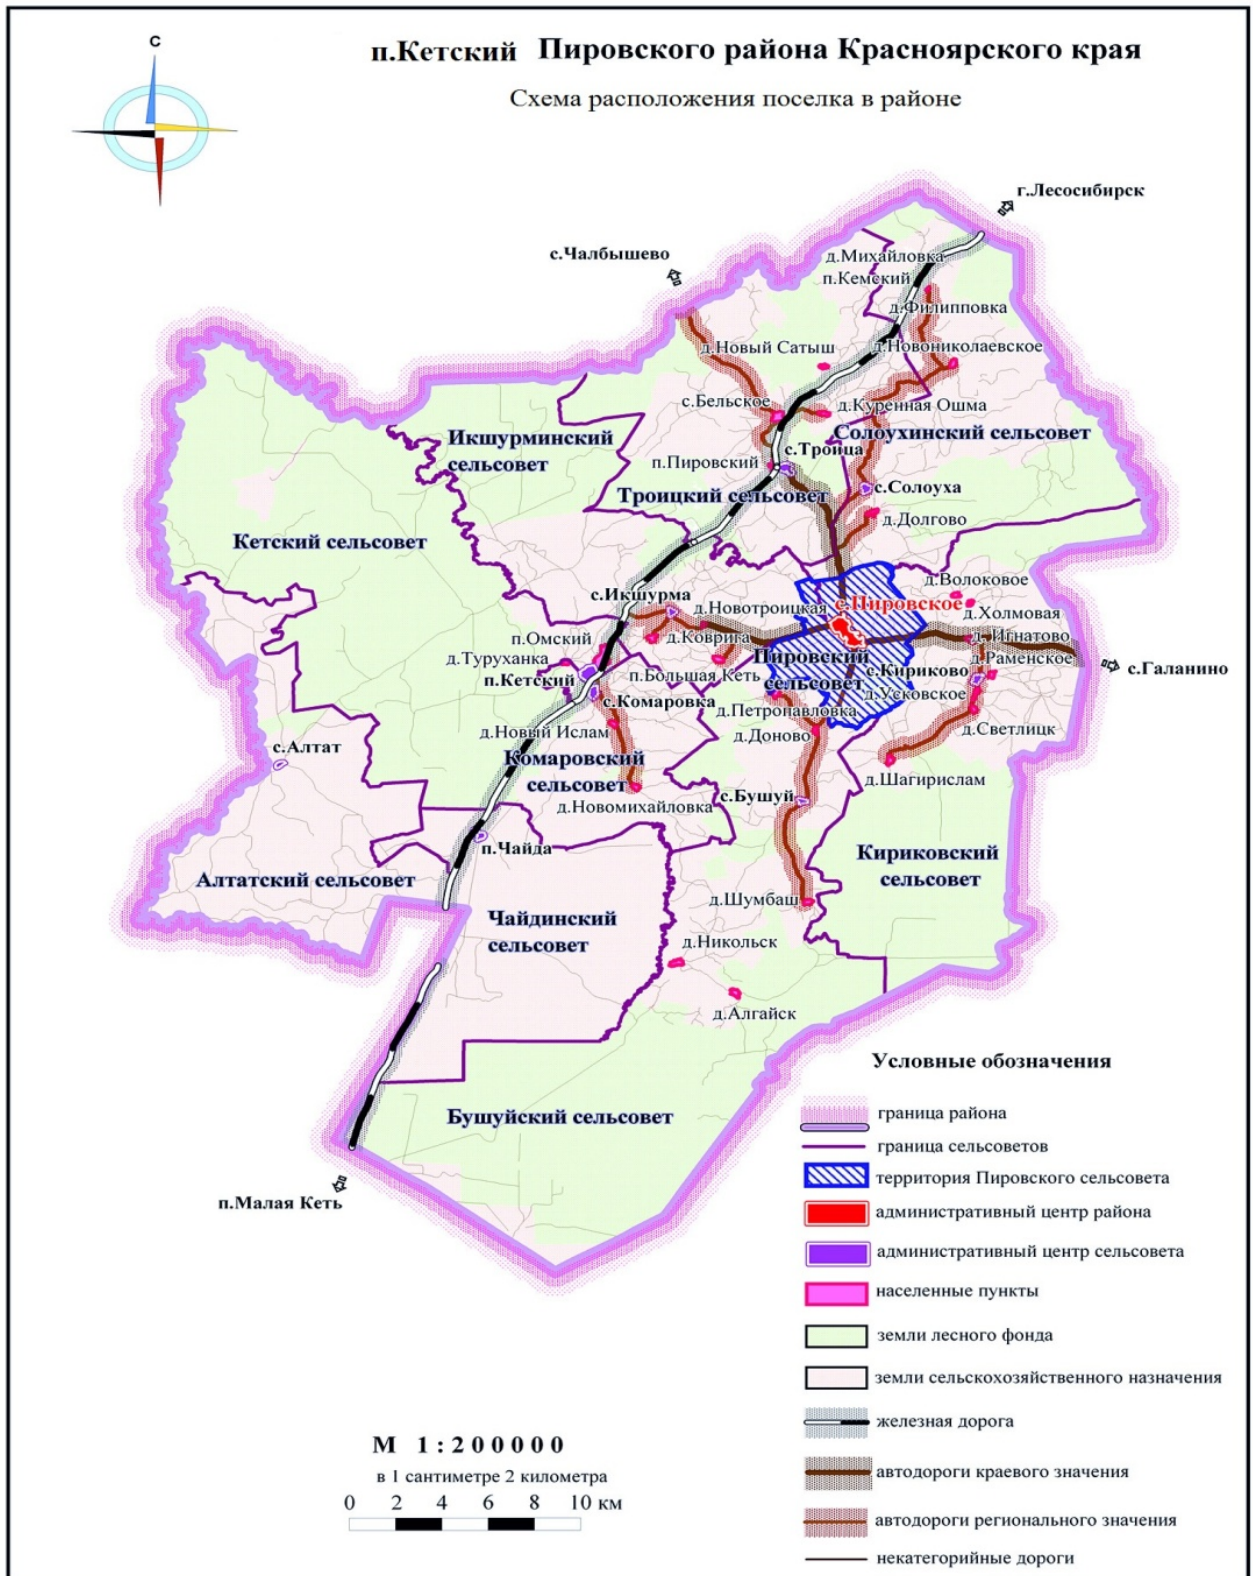 п.Кетский Пировского района Красноярского края
Схема расположения поселка в районе
С
г.Лесосибирск
с.Чалбышево
д.Михайловка
п.Кемский
д.Филипповка
д.Новый Сатыш
д.Новониколаевское
с.Бельское
д.Куренная Ошма
Икшурминский
сельсовет
Солоухинский сельсовет
с.Троица
п.Пировский
Троицкий сельсовет
с.Солоуха
д.Долгово
Кетский сельсовет
д.Волоковое
с.Икшурма
д.Новотроицкая
с.Пировское
д.Холмовая
п.Омский
д.Коврига
д.Игнатово
д.Туруханка
Пировский
сельсовет
д.Раменское
с.Галанино
п.Кетский
п.Большая Кеть
с.Кириково
с.Комаровка
д.Усковское
д.Петропавловка
д.Новый Ислам
д.Доново
д.Светлицк
с.Алтат
Комаровский
сельсовет
д.Шагирислам
д.Новомихайловка
с.Бушуй
п.Чайда
Кириковский
сельсовет
Алтатский сельсовет
д.Шумбаш
Чайдинский
сельсовет
д.Никольск
д.Алгайск
Бушуйский сельсовет
п.Малая Кеть
Условные обозначения
граница района
граница сельсоветов
территория Пировского сельсовета
административный центр района
административный центр сельсовета
населенные пункты
земли лесного фонда
земли сельскохозяйственного назначения
железная дорога
автодороги краевого значения
автодороги регионального значения
некатегорийные дороги
М 1:200000
в 1 сантиметре 2 километра
0 2 4 6 8 10 км